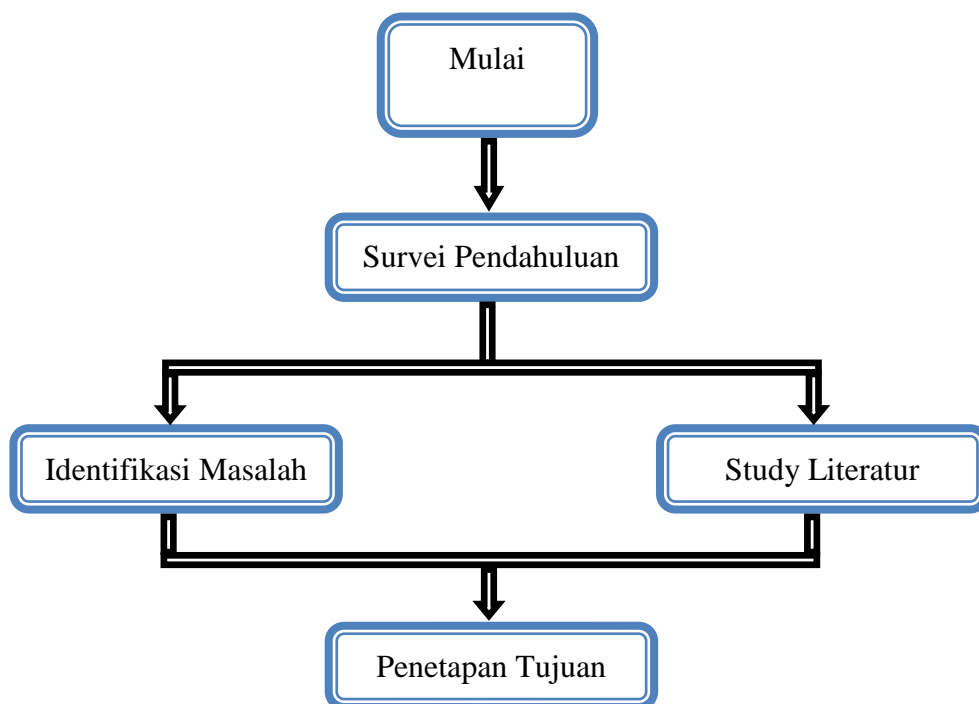 Mulai
Survei Pendahuluan
Identifikasi Masalah
Study Literatur
Penetapan Tujuan